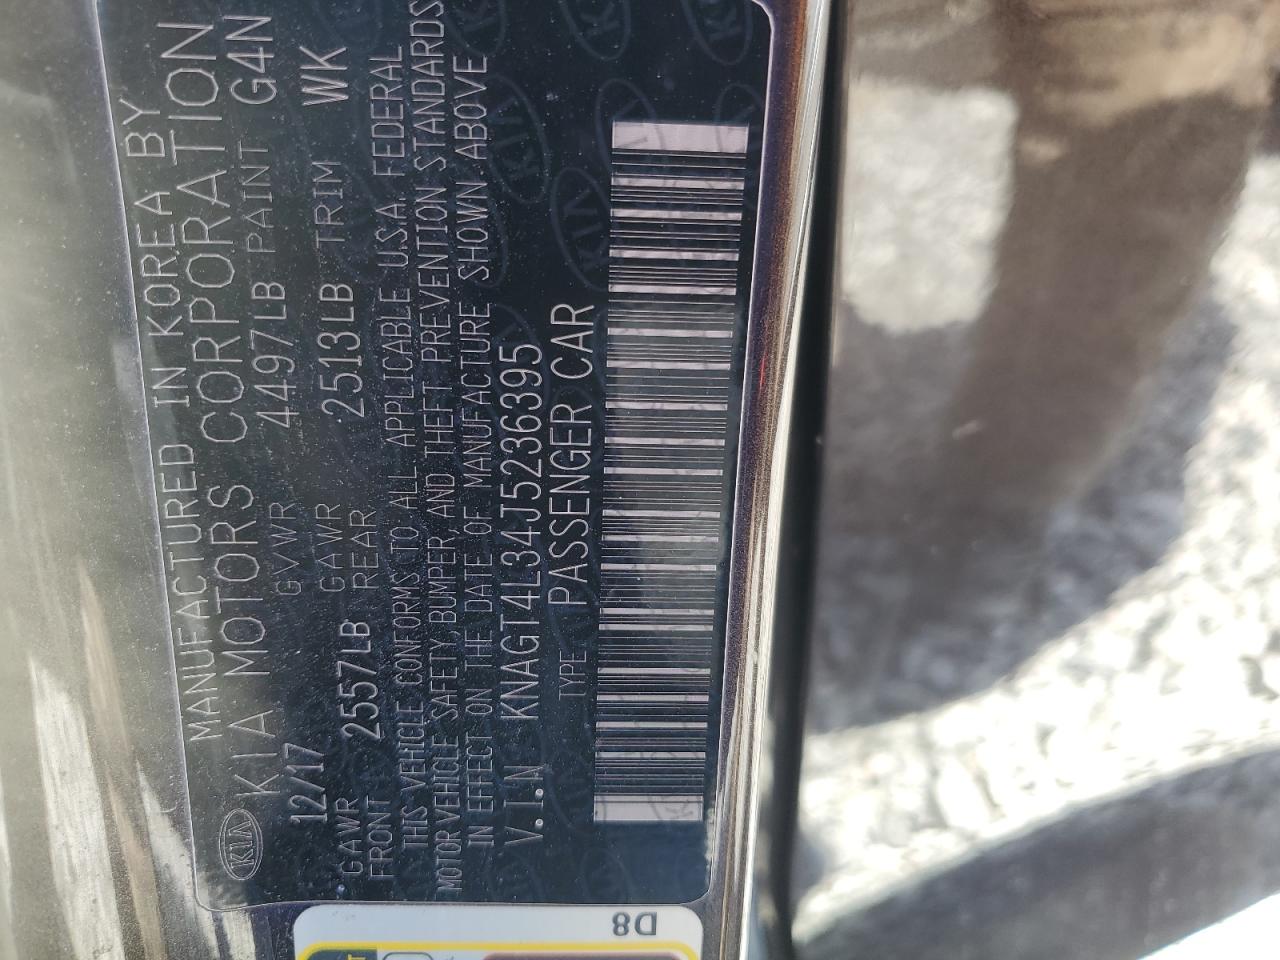 MANUFACTURED IN KOREA BY
KIA KIA MOTORS CORPORATION
12/17 GVWR 4497LB PAINT G4N
GAWR FRONT 2557LB GAWR REAR 2513LB TRIM WK
THIS VEHICLE CONFORMS TO ALL APPLICABLE U.S.A. FEDERAL
MOTOR VEHICLE SAFETY, BUMPER, AND THEFT PREVENTION STANDARDS
IN EFFECT ON THE DATE OF MANUFACTURE SHOWN ABOVE
V.I.N KNAGT4L34J5236395
TYPE PASSENGER CAR
D8